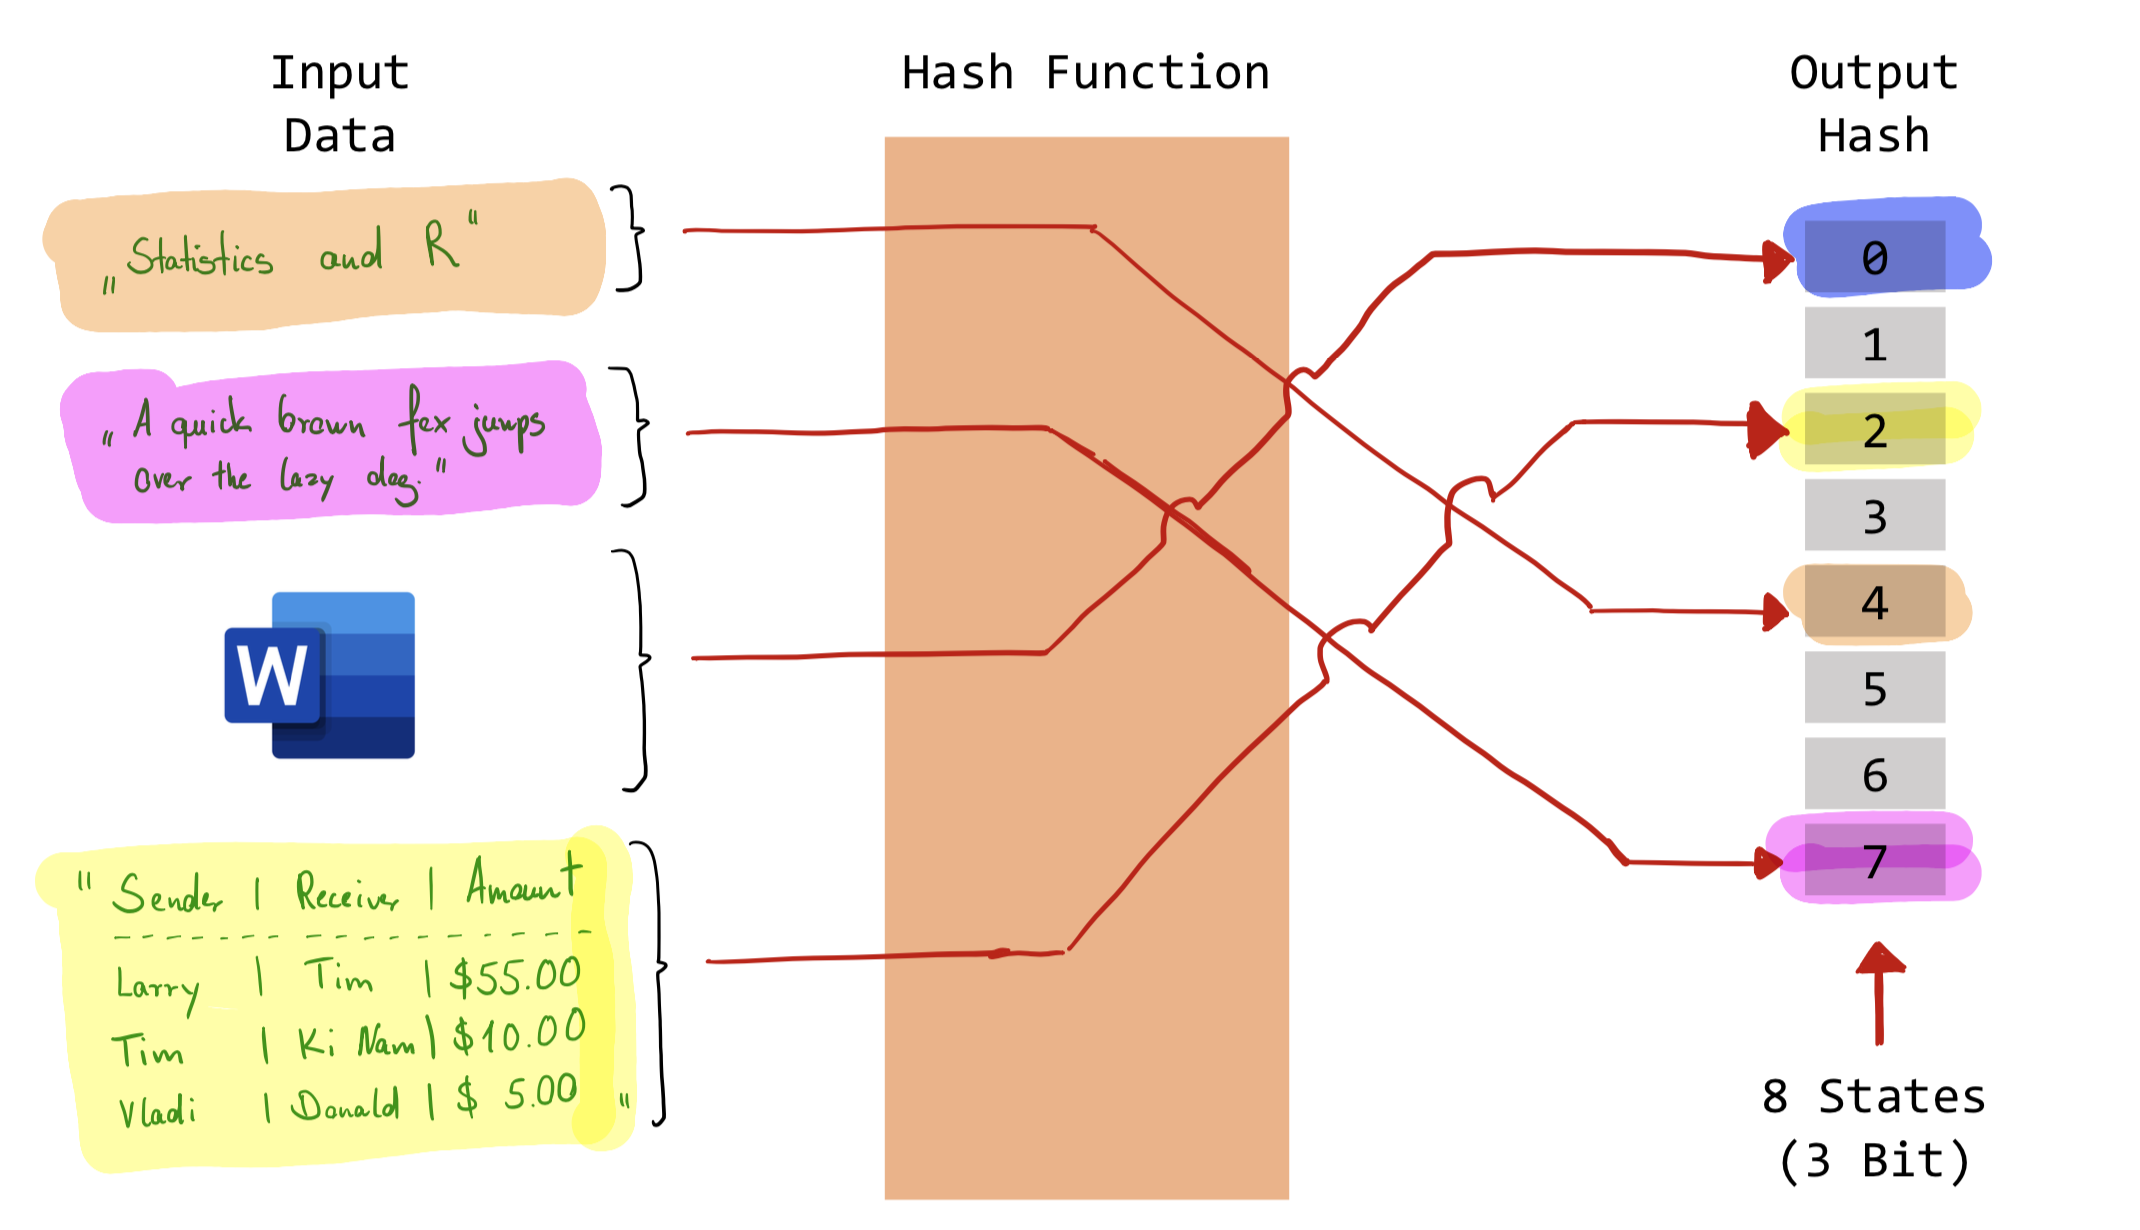 Input
Data
Hash Function
Output
Hash
„Statistics and R“
„A quick brown fox jumps
over the lazy dog.“
W
"Sender | Receiver | Amount
------------------
Larry | Tim | $55.00
Tim | Ki Nam | $10.00
Vladi | Donald | $ 5.00"
0
1
2
3
4
5
6
7
8 States
(3 Bit)